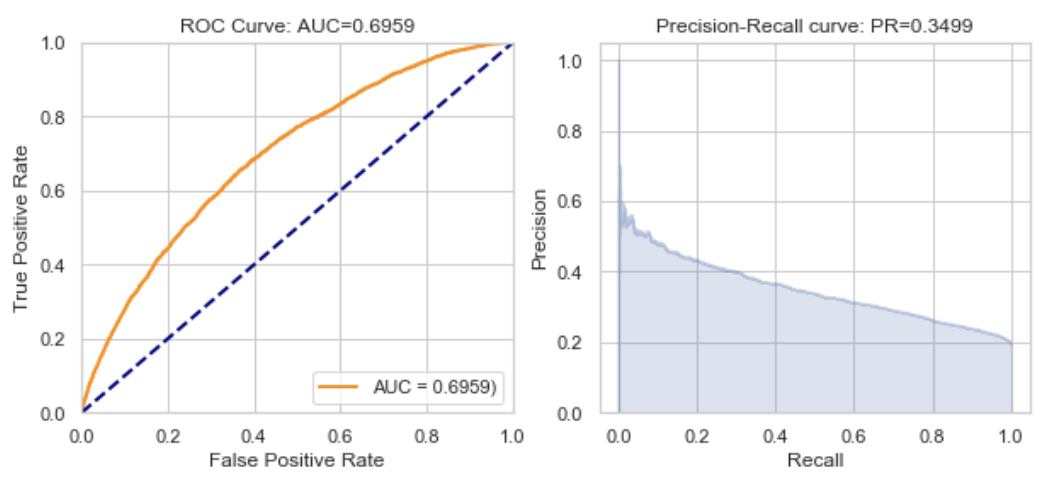 ROC Curve: AUC=0.6959
1.0
0.8
0.6
0.4
0.2
0.0
True Positive Rate
AUC = 0.6959)
0.0 0.2 0.4 0.6 0.8 1.0
False Positive Rate
Precision-Recall curve: PR=0.3499
1.0
0.8
0.6
0.4
0.2
0.0
Precision
0.0 0.2 0.4 0.6 0.8 1.0
Recall